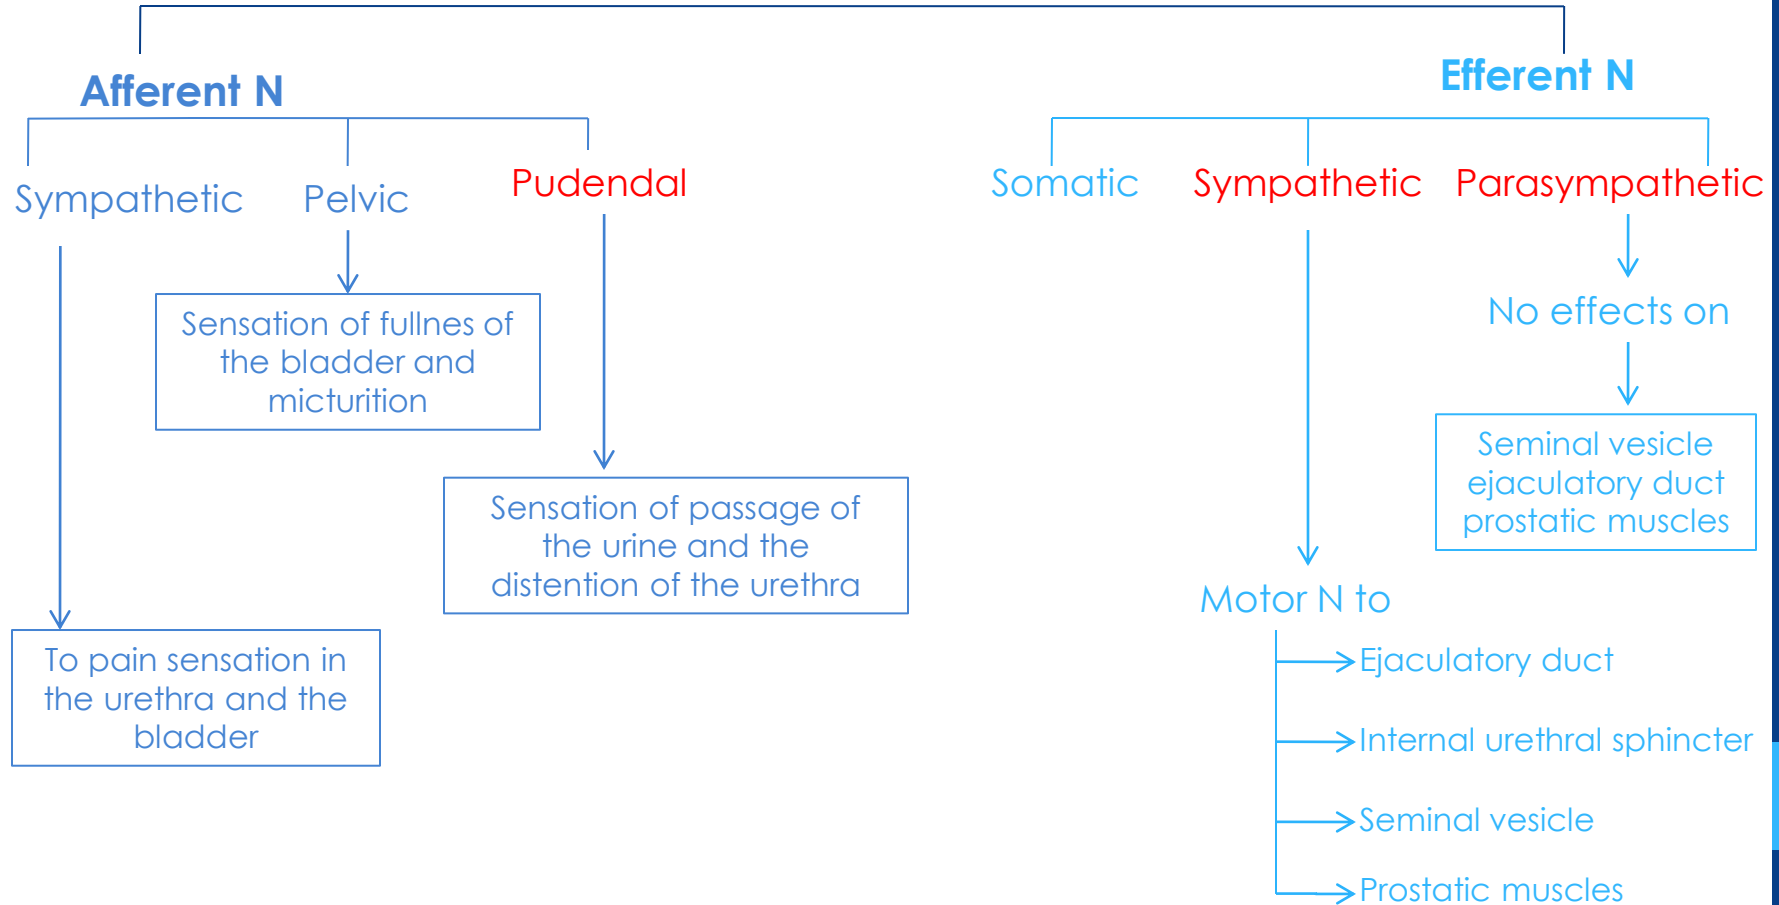 Afferent N
Efferent N
Sympathetic
Pelvic
Pudendal
Somatic
Sympathetic
Parasympathetic
Sensation of fullnes of
the bladder and
micturition
Sensation of passage of
the urine and the
distention of the urethra
To pain sensation in
the urethra and the
bladder
No effects on
Seminal vesicle
ejaculatory duct
prostatic muscles
Motor N to
Ejaculatory duct
Internal urethral sphincter
Seminal vesicle
Prostatic muscles